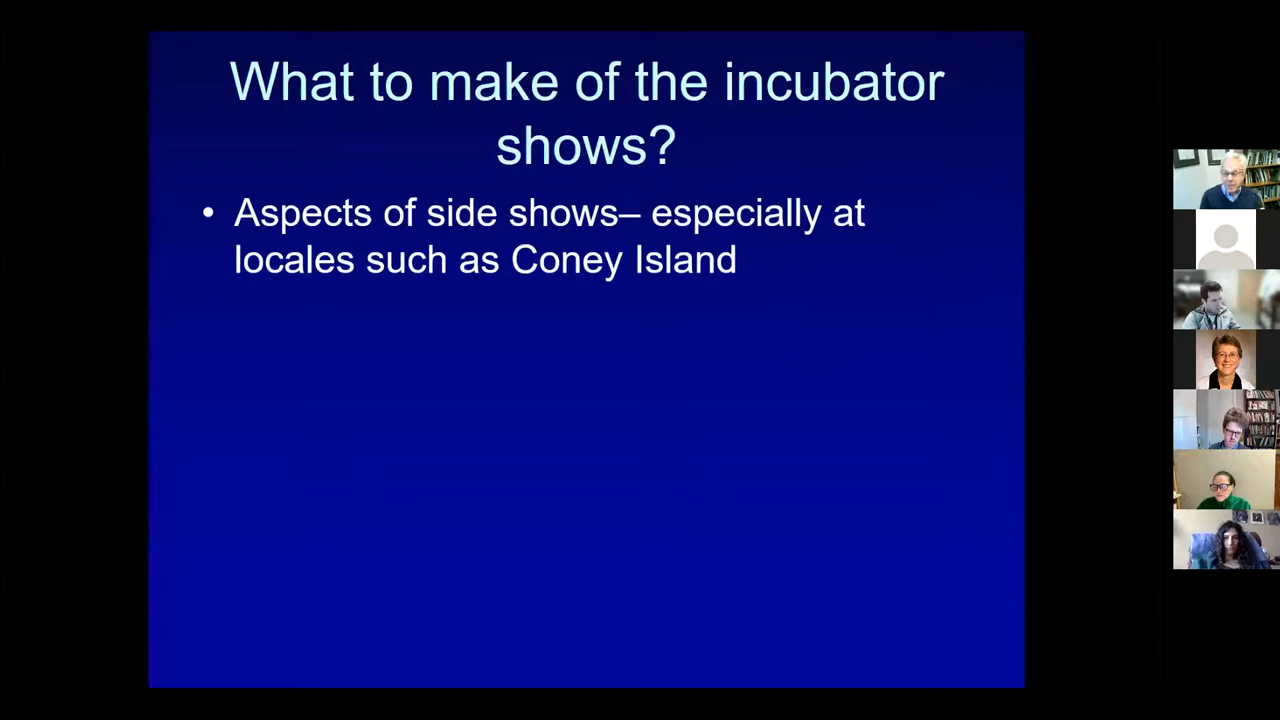 What to make of the incubator
shows?
• Aspects of side shows– especially at
locales such as Coney Island